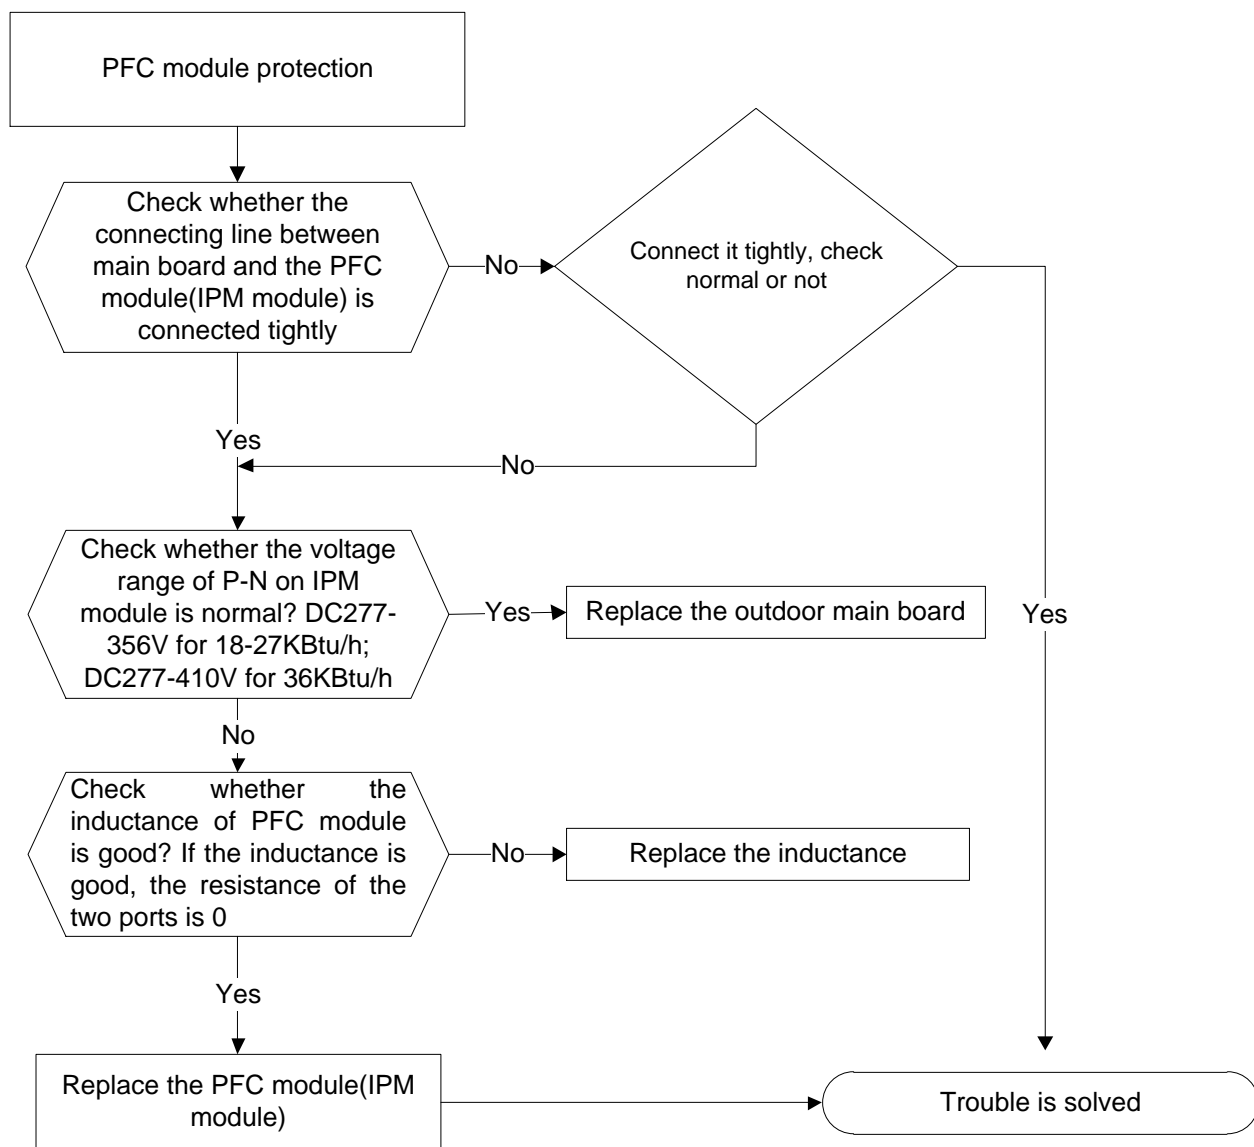 PFC module protection
Check whether the
connecting line between
main board and the PFC
module(IPM module) is
connected tightly
No
Connect it tightly, check
normal or not
Yes
No
Check whether the voltage
range of P-N on IPM
module is normal? DC277-
356V for 18-27KBtu/h;
DC277-410V for 36KBtu/h
Yes
Replace the outdoor main board
Yes
No
Check whether the
inductance of PFC module
is good? If the inductance is
good, the resistance of the
two ports is 0
No
Replace the inductance
Yes
Replace the PFC module(IPM
module)
Trouble is solved